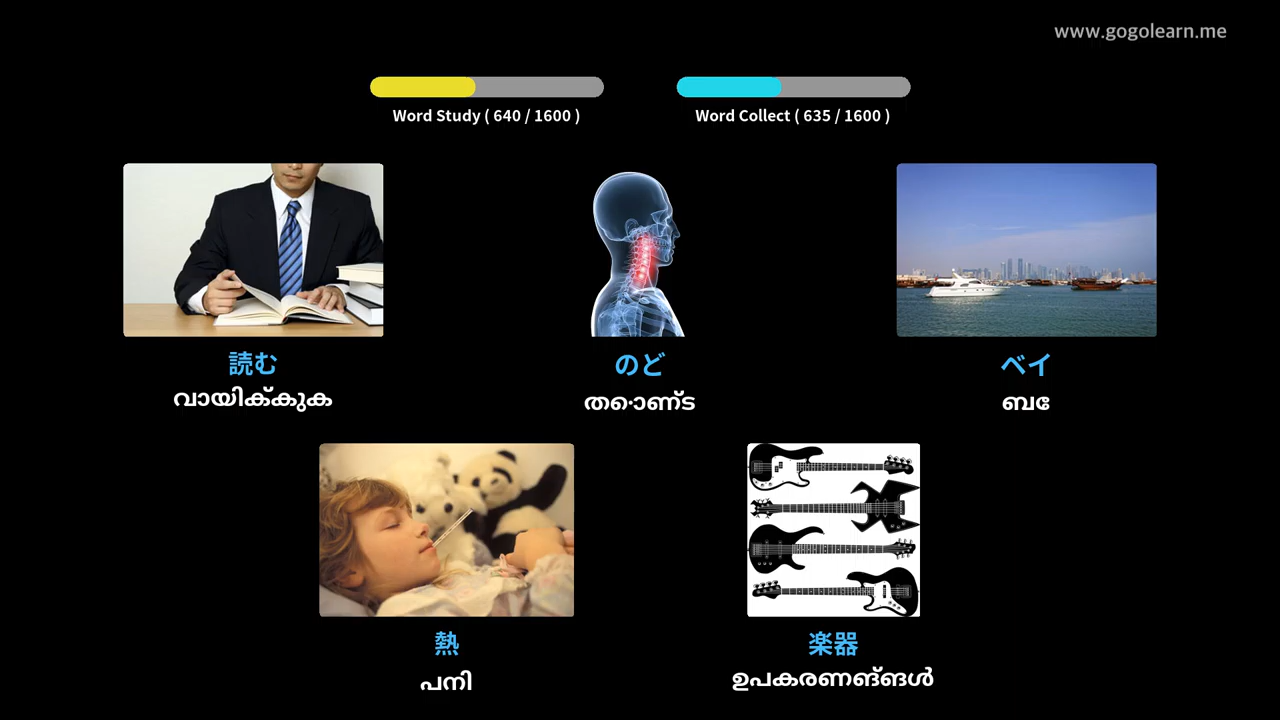 www.gogolearn.me
Word Study ( 640 / 1600 )
Word Collect ( 635 / 1600 )
読む
വായിക്കുക
のど
തൊണ്ട
ベイ
ബേ
熱
പനി
楽器
ഉപകരണങ്ങൾ